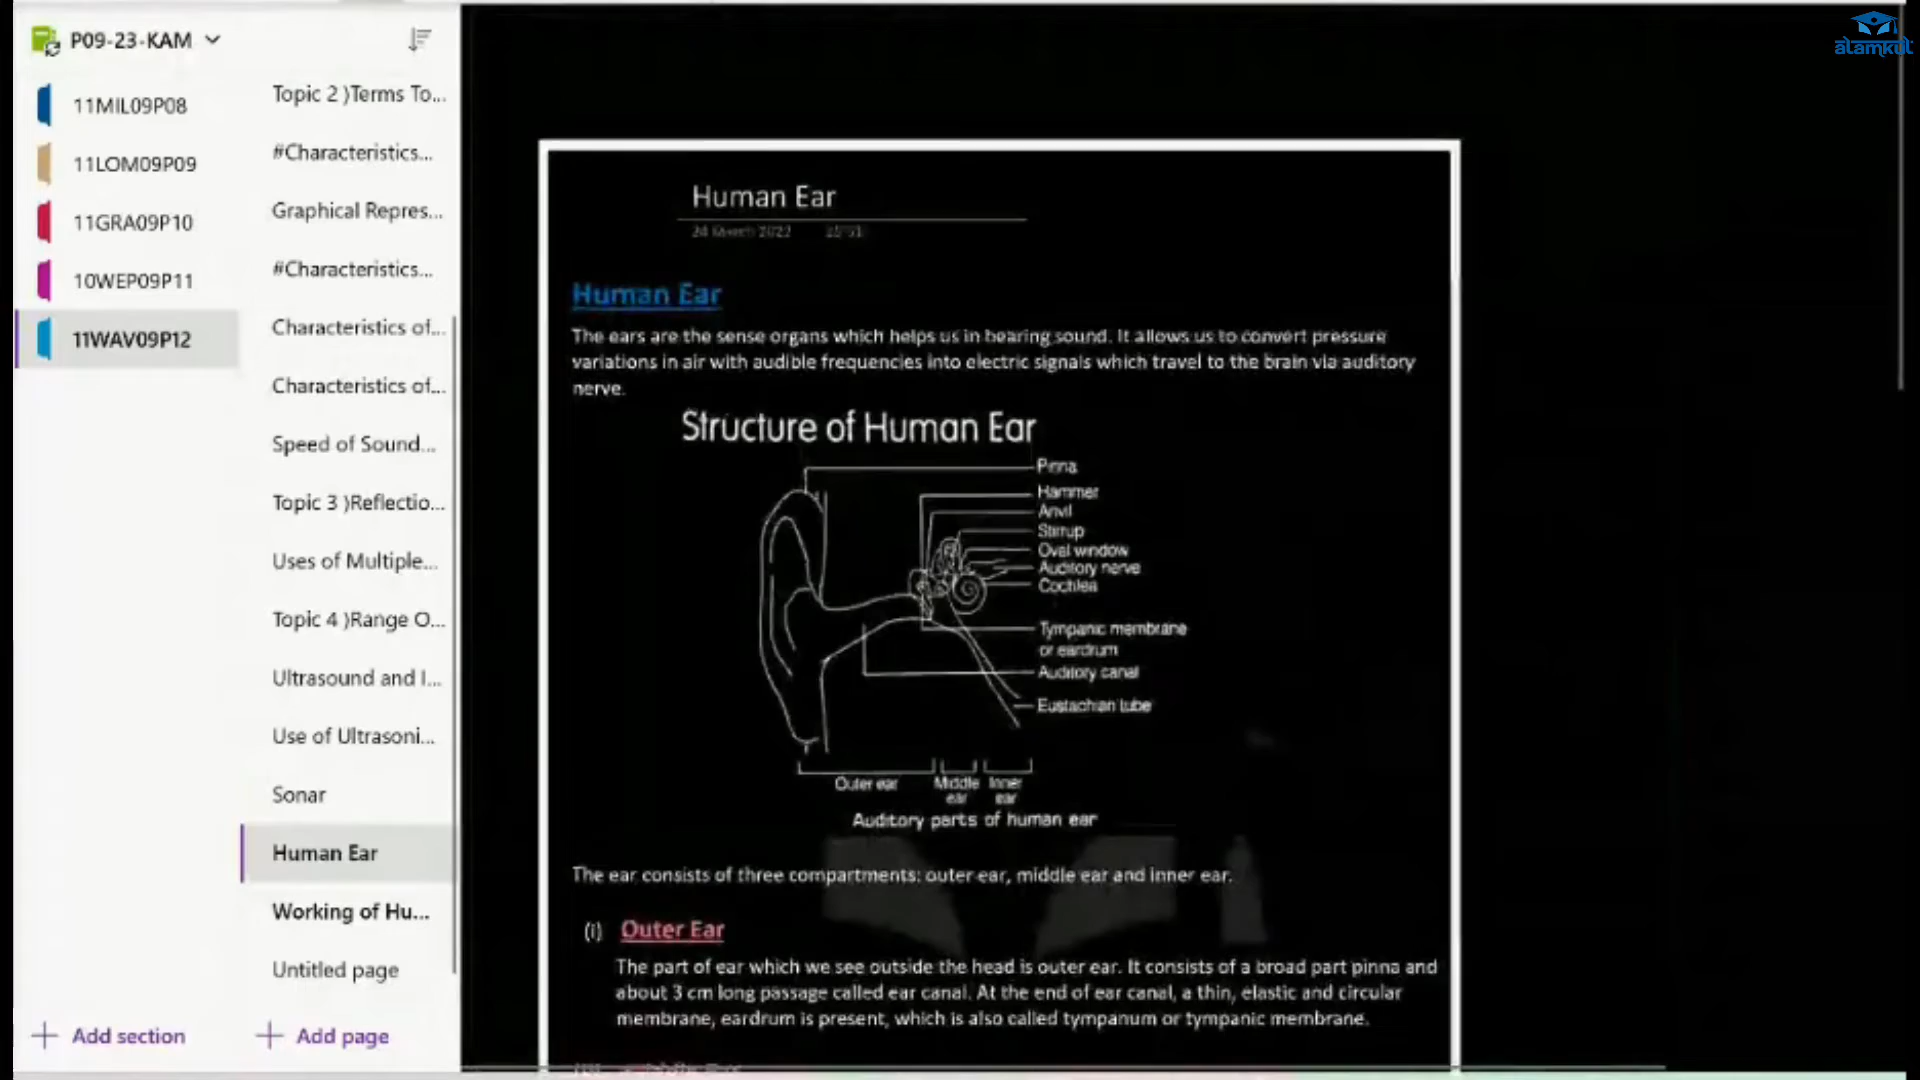 P09-23-KAM
alamkul
11MIL09P08
11LOM09P09
11GRA09P10
10WEP09P11
11WAV09P12
Add section
Topic 2 )Terms To...
#Characteristics...
Graphical Repres...
#Characteristics...
Characteristics of...
Characteristics of...
Speed of Sound...
Topic 3 )Reflectio...
Uses of Multiple...
Topic 4 )Range O...
Ultrasound and I...
Use of Ultrasoni...
Sonar
Human Ear
Working of Hu...
Untitled page
Add page
Human Ear
24 March 2022
Human Ear
The ears are the sense organs which helps us in hearing sound. It allows us to convert pressure
variations in air with audible frequencies into electric signals which travel to the brain via auditory
nerve.
Structure of Human Ear
Pinna
Hammer
Anvil
Stirrup
Oval window
Auditory nerve
Cochlea
Tympanic membrane
or eardrum
Auditory canal
Eustachian tube
Outer ear
Middle
ear
Inner
ear
Auditory parts of human ear
The ear consists of three compartments: outer ear, middle ear and inner ear.
(i) Outer Ear
The part of ear which we see outside the head is outer ear. It consists of a broad part pinna and
about 3 cm long passage called ear canal. At the end of ear canal, a thin, elastic and circular
membrane, eardrum is present, which is also called tympanum or tympanic membrane.